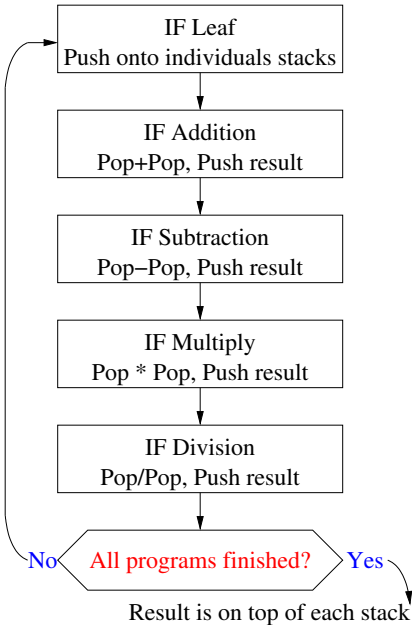 IF Leaf
Push onto individuals stacks
IF Addition
Pop+Pop, Push result
IF Subtraction
Pop−Pop, Push result
IF Multiply
Pop * Pop, Push result
IF Division
Pop/Pop, Push result
No All programs finished? Yes
Result is on top of each stack